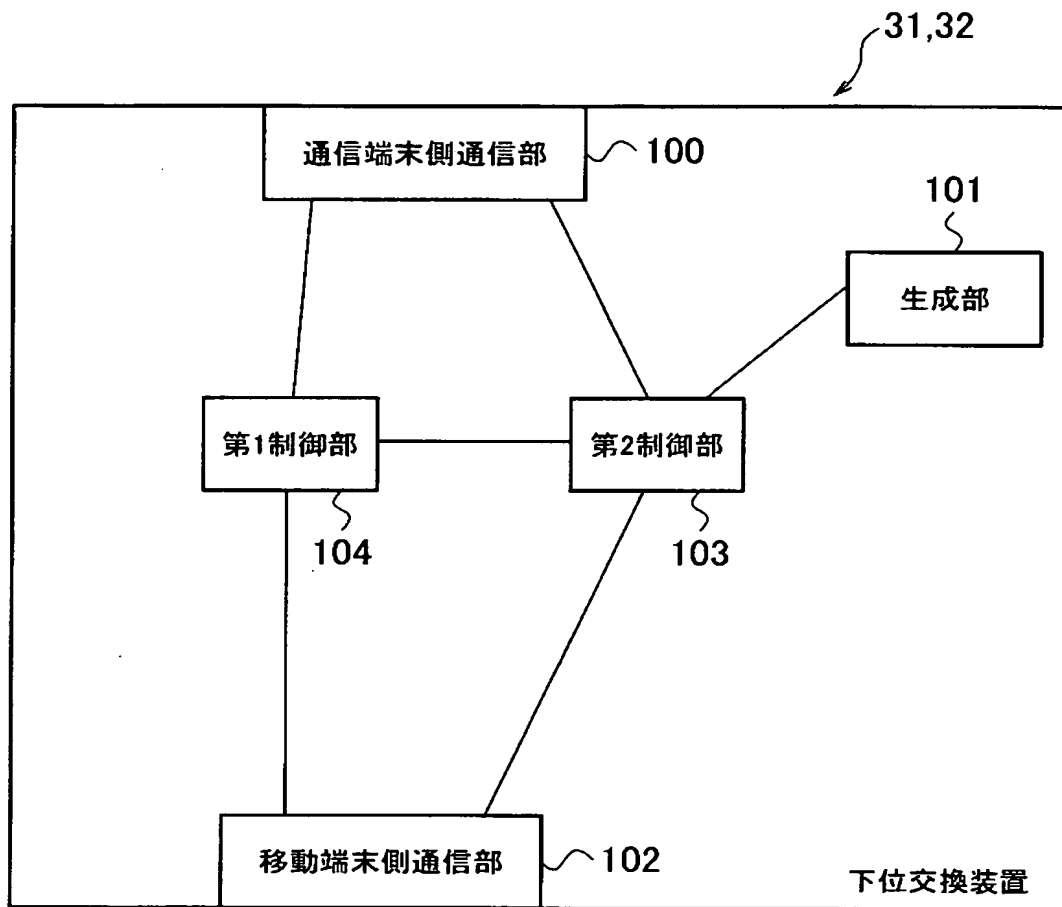 31,32
通信端末側通信部
100
101
生成部
第1制御部
第2制御部
104
103
移動端末側通信部
102
下位交換装置